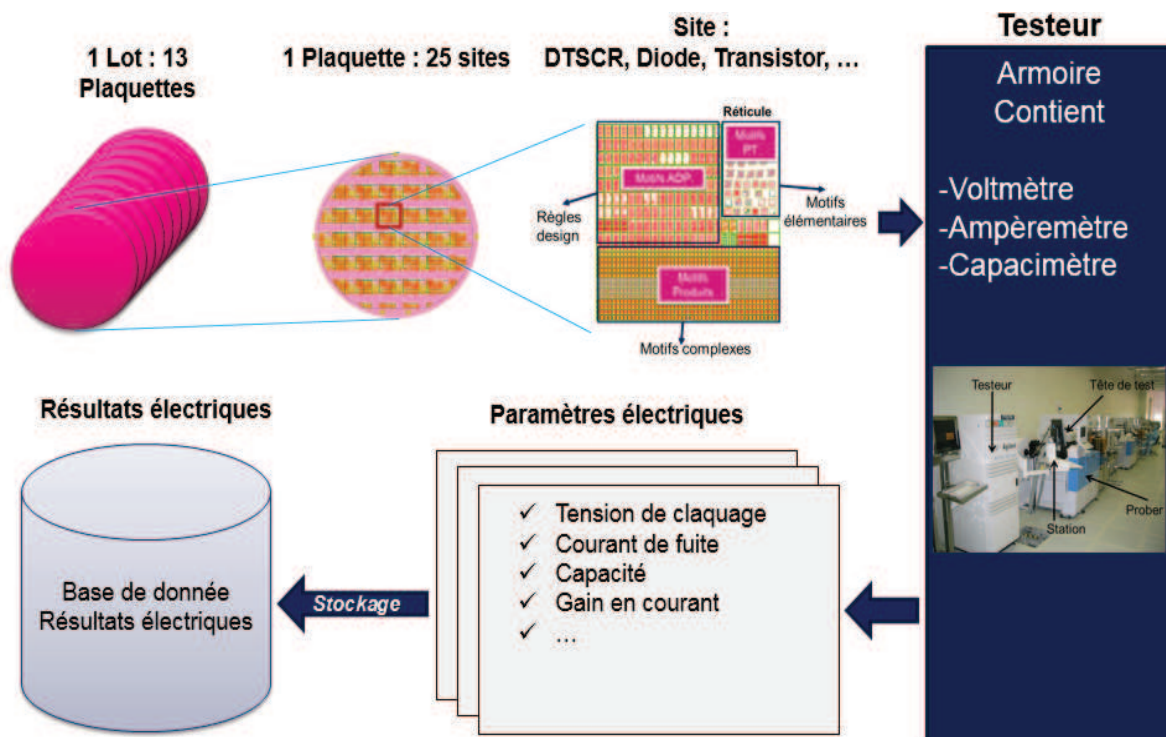 1 Lot : 13
Plaquettes
1 Plaquette : 25 sites
Site :
DTSCR, Diode, Transistor, ...
Réticule
Motifs
PT
Motifs ADP
Règles
design
Motifs
élémentaires
Motifs
Produits
Motifs complexes
Testeur
Armoire
Contient
-Voltmètre
-Ampèremètre
-Capacimètre
Testeur
Tête de test
Station
Prober
Paramètres électriques
✓ Tension de claquage
✓ Courant de fuite
✓ Capacité
✓ Gain en courant
✓ ...
Stockage
Résultats électriques
Base de donnée
Résultats électriques